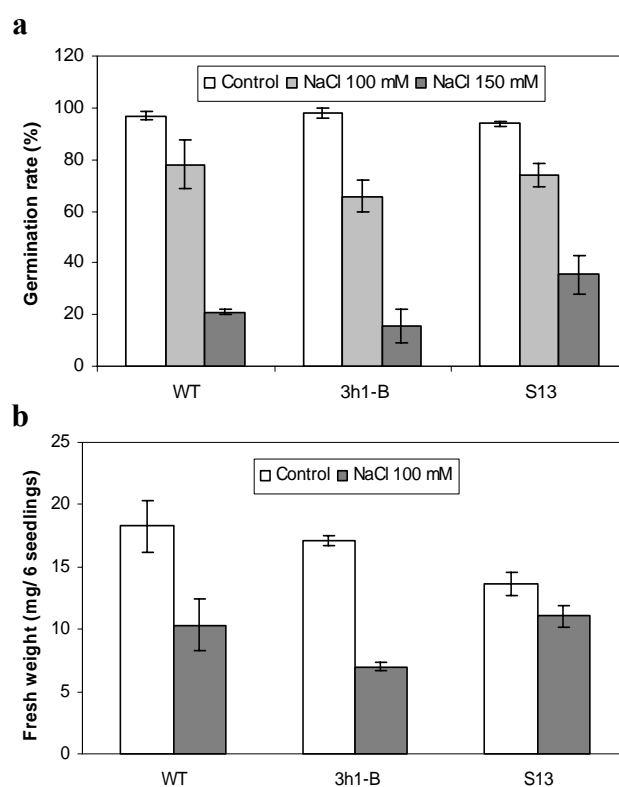 a
Germination rate (%)
120
100
80
60
40
20
0
Control NaCl 100 mM NaCl 150 mM
WT 3h1-B S13
b
Fresh weight (mg/ 6 seedlings)
25
20
15
10
5
0
Control NaCl 100 mM
WT 3h1-B S13